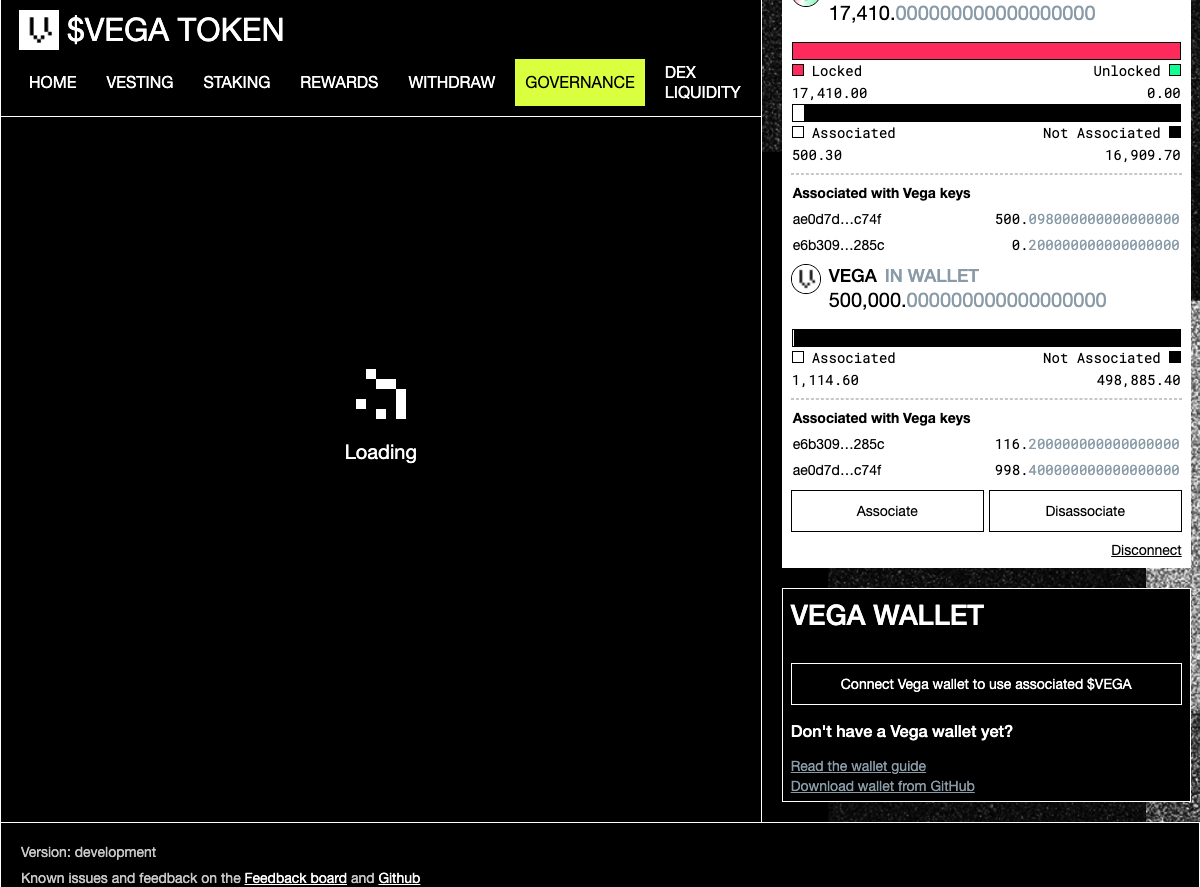 $VEGA TOKEN
HOME
VESTING
STAKING
REWARDS
WITHDRAW
GOVERNANCE
DEX
LIQUIDITY
Loading
17,410.000000000000000000
Locked Unlocked
17,410.00 0.00
Associated Not Associated
500.30 16,909.70
Associated with Vega keys
ae0d7d…c74f 500.098000000000000000
e6b309…285c 0.200000000000000000
VEGA IN WALLET
500,000.000000000000000000
Associated Not Associated
1,114.60 498,885.40
Associated with Vega keys
e6b309…285c 116.200000000000000000
ae0d7d…c74f 998.400000000000000000
Associate Disassociate
Disconnect
VEGA WALLET
Connect Vega wallet to use associated $VEGA
Don't have a Vega wallet yet?
Read the wallet guide
Download wallet from GitHub
Version: development
Known issues and feedback on the Feedback board and Github